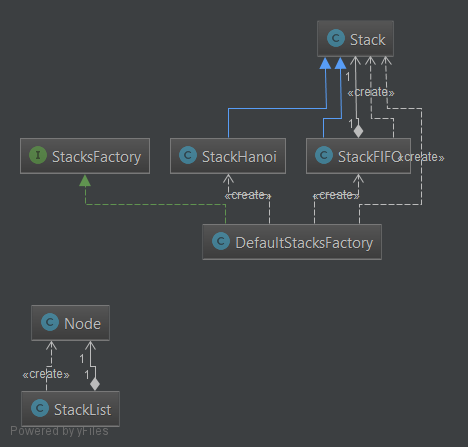 C Stack
1
«create»
1
I StacksFactory
C StackHanoi
C StackFIFO
«create»
«create»
«create»
C DefaultStacksFactory
C Node
1
«create»
1
C StackList
Powered by yFiles